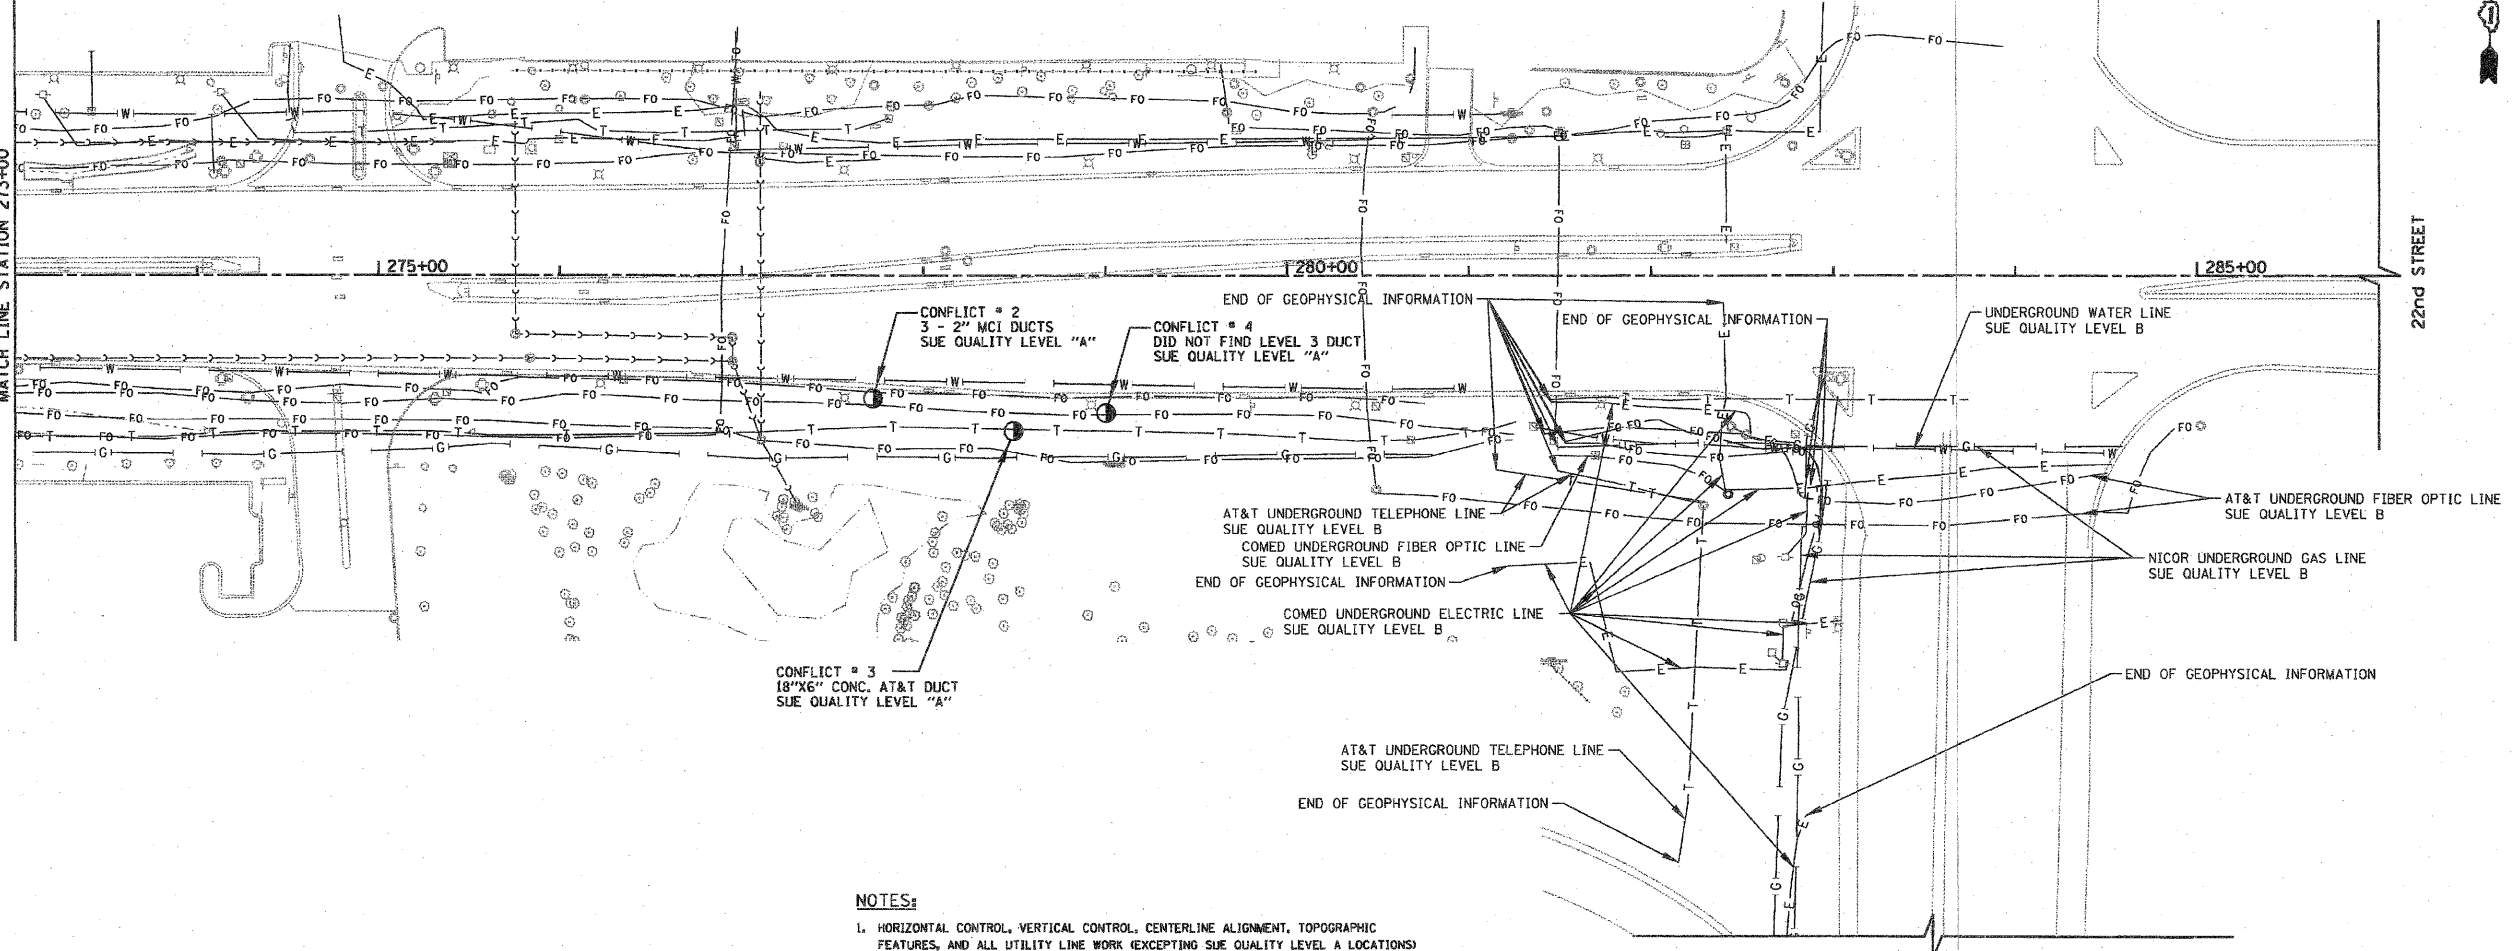 MATCH LINE STATION 273+00
275+00
280+00
285+00
22nd STREET
CONFLICT # 2
3 - 2" MCI DUCTS
SUE QUALITY LEVEL "A"
CONFLICT # 4
DID NOT FIND LEVEL 3 DUCT
SUE QUALITY LEVEL "A"
END OF GEOPHYSICAL INFORMATION
END OF GEOPHYSICAL INFORMATION
UNDERGROUND WATER LINE
SUE QUALITY LEVEL B
AT&T UNDERGROUND TELEPHONE LINE
SUE QUALITY LEVEL B
COMED UNDERGROUND FIBER OPTIC LINE
SUE QUALITY LEVEL B
END OF GEOPHYSICAL INFORMATION
COMED UNDERGROUND ELECTRIC LINE
SUE QUALITY LEVEL B
AT&T UNDERGROUND FIBER OPTIC LINE
SUE QUALITY LEVEL B
NICOR UNDERGROUND GAS LINE
SUE QUALITY LEVEL B
CONFLICT # 3
18"X6" CONC. AT&T DUCT
SUE QUALITY LEVEL "A"
END OF GEOPHYSICAL INFORMATION
AT&T UNDERGROUND TELEPHONE LINE
SUE QUALITY LEVEL B
END OF GEOPHYSICAL INFORMATION
NOTES:
1. HORIZONTAL CONTROL, VERTICAL CONTROL, CENTERLINE ALIGNMENT, TOPOGRAPHIC
FEATURES, AND ALL UTILITY LINE WORK (EXCEPTING SUE QUALITY LEVEL A LOCATIONS)